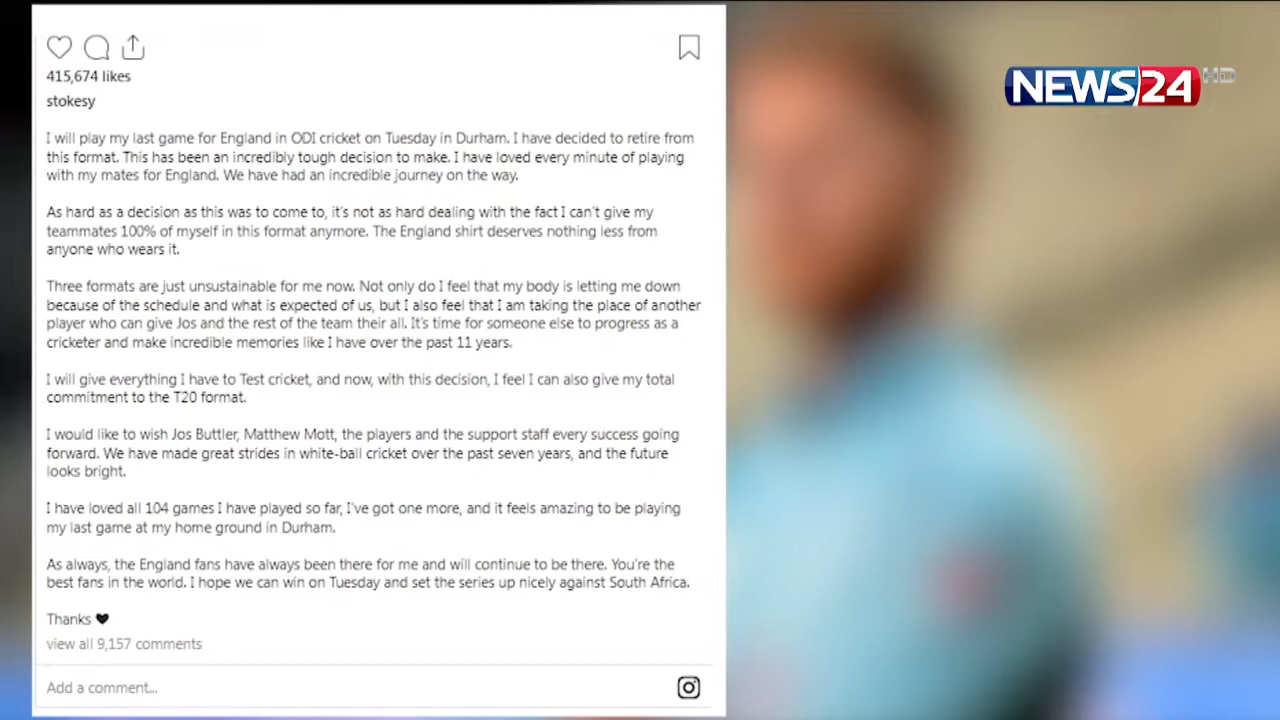 NEWS24 HD
415,674 likes
stokesy
I will play my last game for England in ODI cricket on Tuesday in Durham. I have decided to retire from
this format. This has been an incredibly tough decision to make. I have loved every minute of playing
with my mates for England. We have had an incredible journey on the way.
As hard as a decision as this was to come to, it's not as hard dealing with the fact I can't give my
teammates 100% of myself in this format anymore. The England shirt deserves nothing less from
anyone who wears it.
Three formats are just unsustainable for me now. Not only do I feel that my body is letting me down
because of the schedule and what is expected of us, but I also feel that I am taking the place of another
player who can give Jos and the rest of the team their all. It's time for someone else to progress as a
cricketer and make incredible memories like I have over the past 11 years.
I will give everything I have to Test cricket, and now, with this decision, I feel I can also give my total
commitment to the T20 format.
I would like to wish Jos Buttler, Matthew Mott, the players and the support staff every success going
forward. We have made great strides in white-ball cricket over the past seven years, and the future
looks bright.
I have loved all 104 games I have played so far, I've got one more, and it feels amazing to be playing
my last game at my home ground in Durham.
As always, the England fans have always been there for me and will continue to be there. You're the
best fans in the world. I hope we can win on Tuesday and set the series up nicely against South Africa.
Thanks 🖤
view all 9,157 comments
Add a comment...